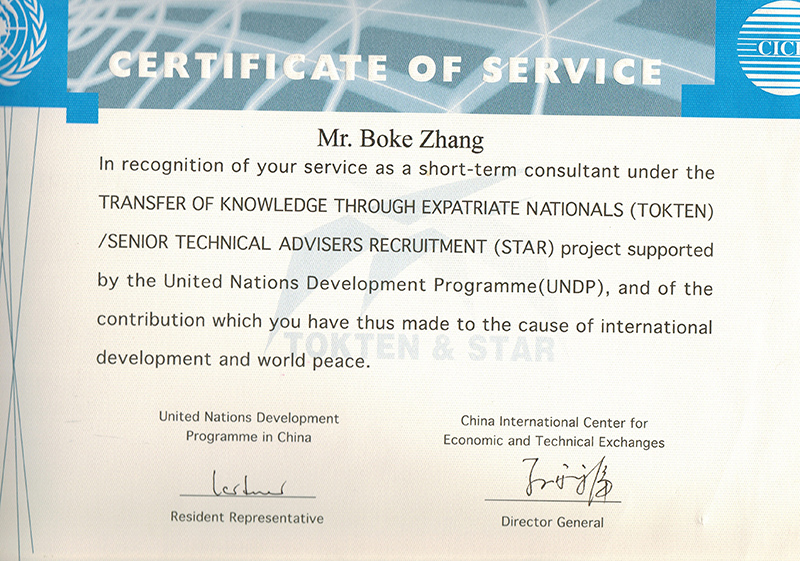 CERTIFICATE OF SERVICE
Mr. Boke Zhang
In recognition of your service as a short-term consultant under the
TRANSFER OF KNOWLEDGE THROUGH EXPATRIATE NATIONALS (TOKTEN)
/SENIOR TECHNICAL ADVISERS RECRUITMENT (STAR) project supported
by the United Nations Development Programme(UNDP), and of the
contribution which you have thus made to the cause of international
development and world peace.
TOKTEN & STAR
United Nations Development
Programme in China
Resident Representative
China International Center for
Economic and Technical Exchanges
Director General